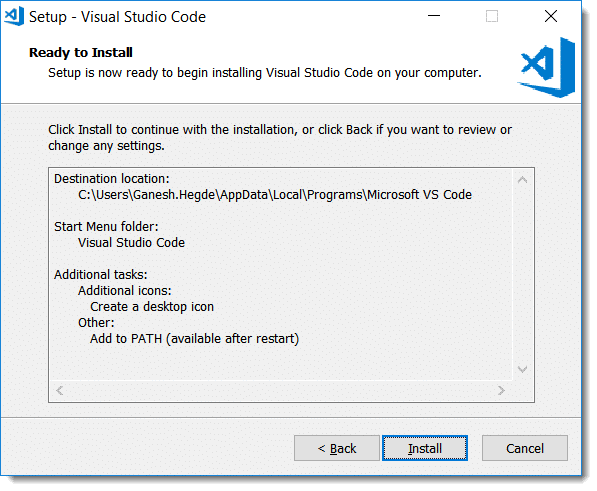 Setup - Visual Studio Code
Ready to Install
Setup is now ready to begin installing Visual Studio Code on your computer.
Click Install to continue with the installation, or click Back if you want to review or
change any settings.
Destination location:
C:\Users\Ganesh.Hegde\AppData\Local\Programs\Microsoft VS Code
Start Menu folder:
Visual Studio Code
Additional tasks:
Additional icons:
Create a desktop icon
Other:
Add to PATH (available after restart)
< Back Install Cancel